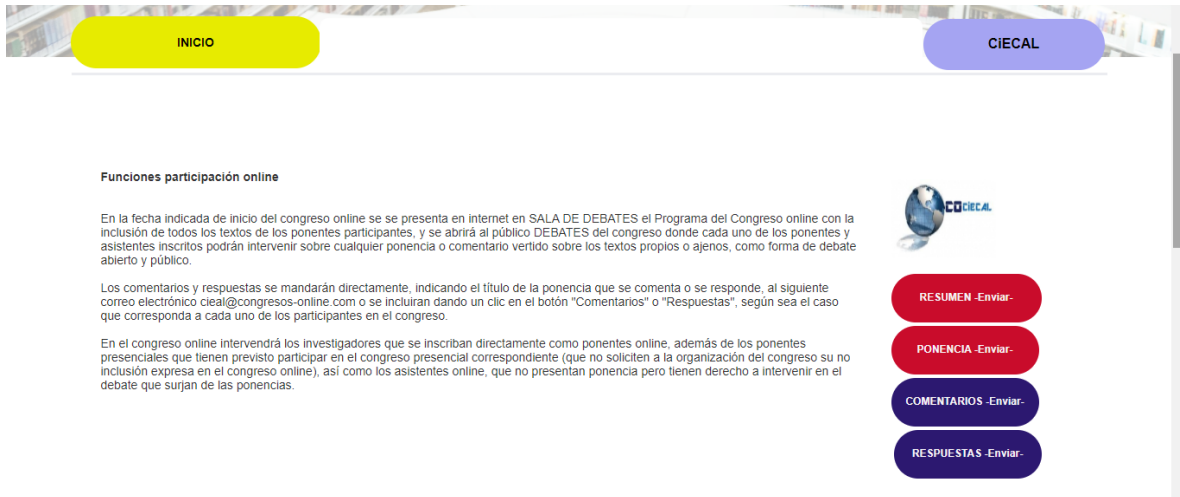 INICIO
CiECAL
Funciones participación online
En la fecha indicada de inicio del congreso online se se presenta en internet en SALA DE DEBATES el Programa del Congreso online con la
inclusión de todos los textos de los ponentes participantes, y se abrirá al público DEBATES del congreso donde cada uno de los ponentes y
asistentes inscritos podrán intervenir sobre cualquier ponencia o comentario vertido sobre los textos propios o ajenos, como forma de debate
abierto y público.
Los comentarios y respuestas se mandarán directamente, indicando el título de la ponencia que se comenta o se responde, al siguiente
correo electrónico cieal@congresos-online.com o se incluiran dando un clic en el botón "Comentarios" o "Respuestas", según sea el caso
que corresponda a cada uno de los participantes en el congreso.
En el congreso online intervendrá los investigadores que se inscriban directamente como ponentes online, además de los ponentes
presenciales que tienen previsto participar en el congreso presencial correspondiente (que no soliciten a la organización del congreso su no
inclusión expresa en el congreso online), así como los asistentes online, que no presentan ponencia pero tienen derecho a intervenir en el
debate que surjan de las ponencias.
COCIECAL
RESUMEN -Enviar-
PONENCIA -Enviar-
COMENTARIOS -Enviar-
RESPUESTAS -Enviar-